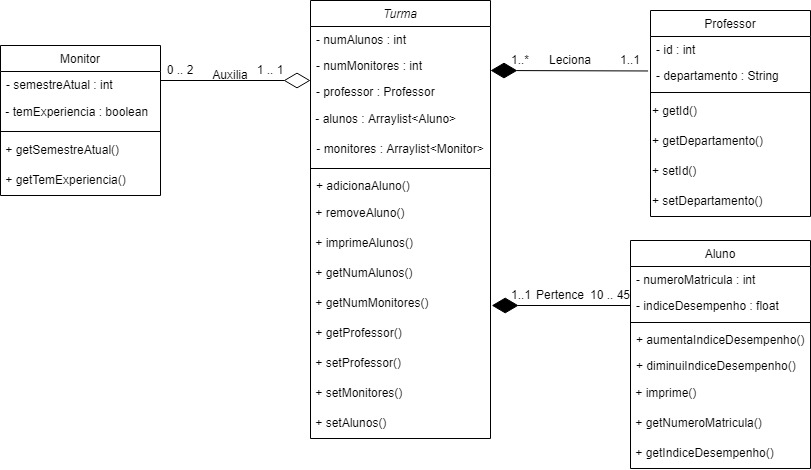 Monitor
- semestreAtual : int
- temExperiencia : boolean
+ getSemestreAtual()
+ getTemExperiencia()
0 .. 2
Auxilia
1 .. 1
Turma
- numAlunos : int
- numMonitores : int
- professor : Professor
- alunos : Arraylist<Aluno>
- monitores : Arraylist<Monitor>
+ adicionaAluno()
+ removeAluno()
+ imprimeAlunos()
+ getNumAlunos()
+ getNumMonitores()
+ getProfessor()
+ setProfessor()
+ setMonitores()
+ setAlunos()
1..*
Leciona
1..1
Professor
- id : int
- departamento : String
+ getId()
+ getDepartamento()
+ setId()
+ setDepartamento()
1..1
Pertence
10 .. 45
Aluno
- numeroMatricula : int
- indiceDesempenho : float
+ aumentaIndiceDesempenho()
+ diminuiIndiceDesempenho()
+ imprime()
+ getNumeroMatricula()
+ getIndiceDesempenho()